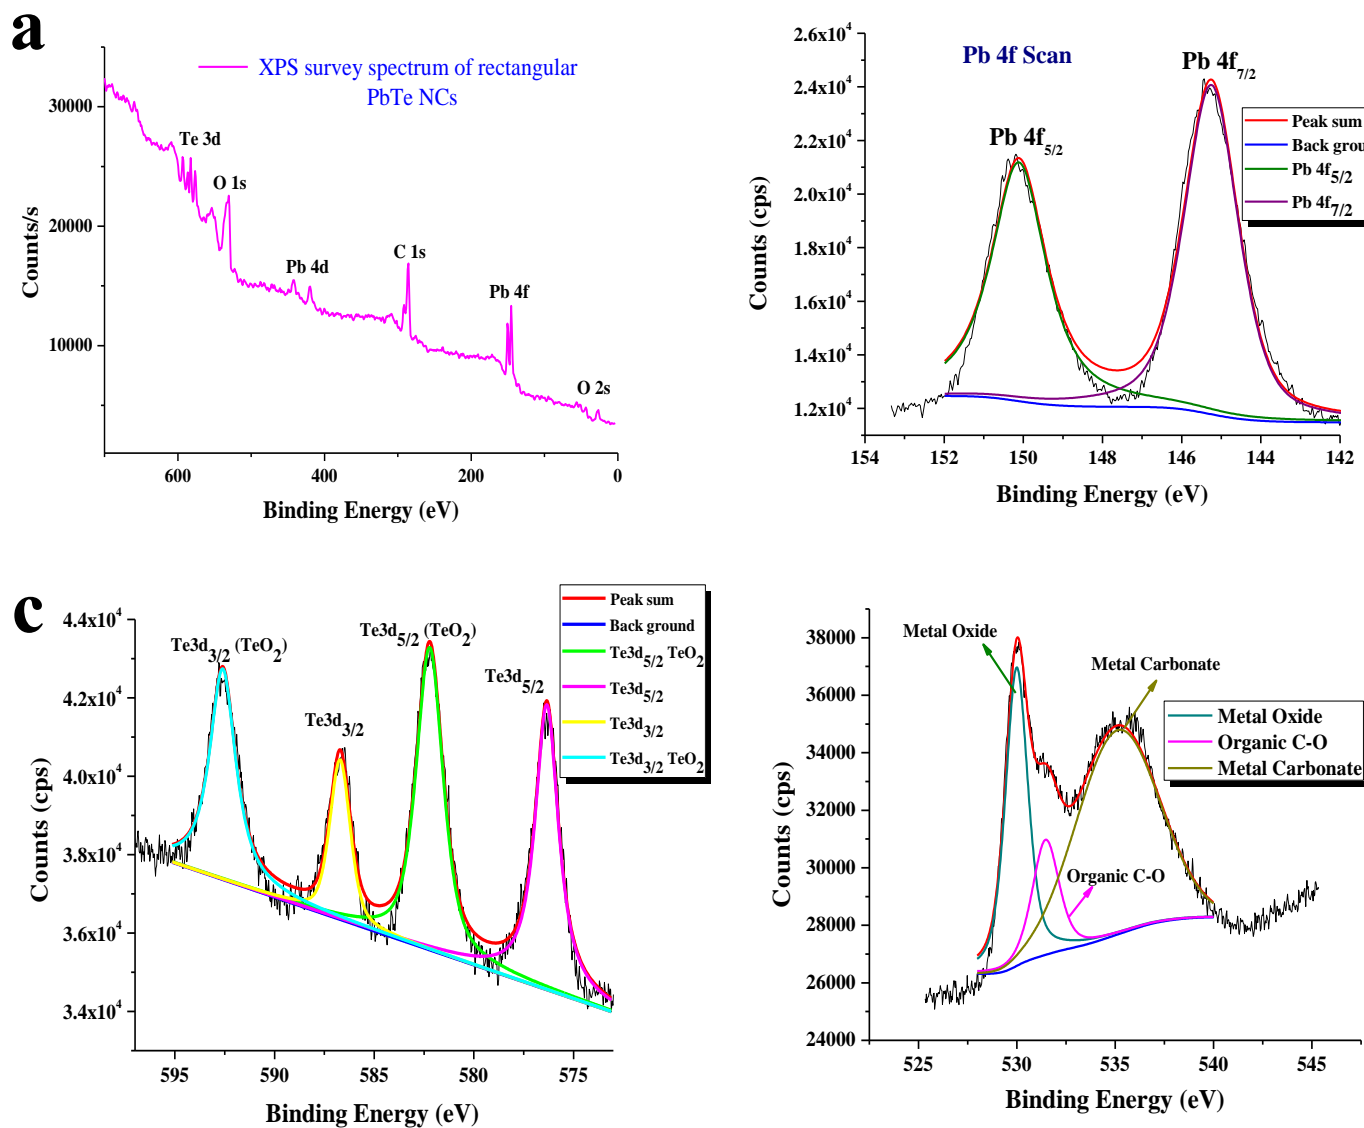 a
XPS survey spectrum of rectangular
PbTe NCs
Te 3d
O 1s
Pb 4d
C 1s
Pb 4f
O 2s
30000
20000
10000
600
400
200
0
Counts/s
Binding Energy (eV)
Pb 4f Scan
Pb 4f5/2
Pb 4f7/2
Peak sum
Back grou
Pb 4f5/2
Pb 4f7/2
2.6x10^4
2.4x10^4
2.2x10^4
2.0x10^4
1.8x10^4
1.6x10^4
1.4x10^4
1.2x10^4
154
152
150
148
146
144
142
Counts (cps)
Binding Energy (eV)
c
Te3d3/2 (TeO2)
Te3d3/2
Te3d5/2 (TeO2)
Te3d5/2
Peak sum
Back ground
Te3d5/2 TeO2
Te3d5/2
Te3d3/2
Te3d3/2 TeO2
4.4x10^4
4.2x10^4
4.0x10^4
3.8x10^4
3.6x10^4
3.4x10^4
595
590
585
580
575
Counts (cps)
Binding Energy (eV)
Metal Oxide
Metal Carbonate
Organic C-O
Metal Oxide
Organic C-O
Metal Carbonate
38000
36000
34000
32000
30000
28000
26000
24000
525
530
535
540
545
Counts (cps)
Binding Energy (eV)